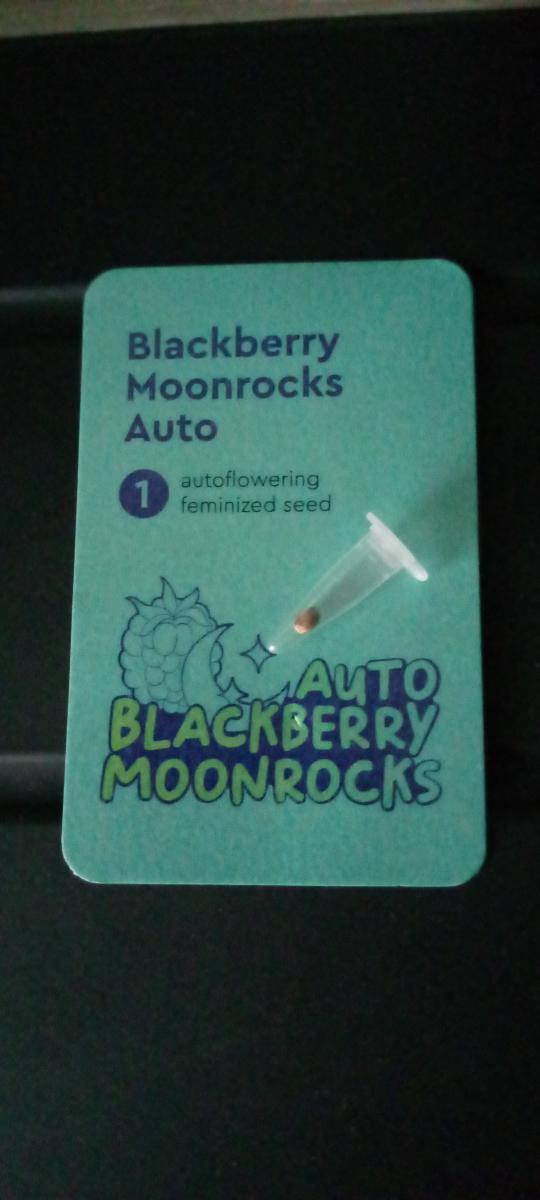 Blackberry
Moonrocks
Auto
1 autoflowering
feminized seed
AUTO
BLACKBERRY
MOONROCKS